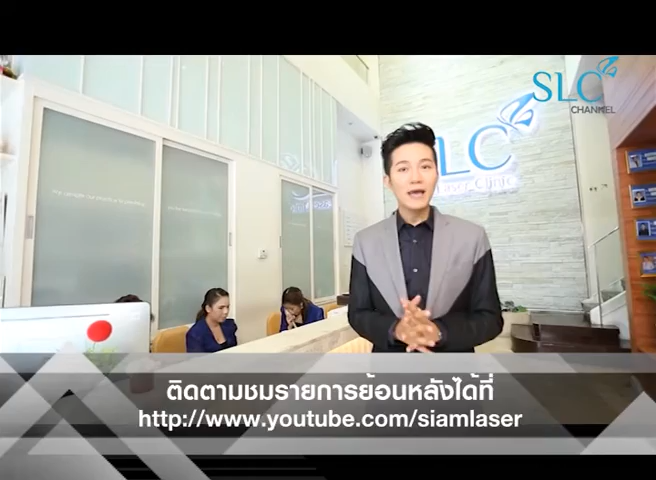 SLC
CHANNEL
LC
Laser Clinic
ติดตามชมรายการย้อนหลังได้ที่
http://www.youtube.com/siamlaser